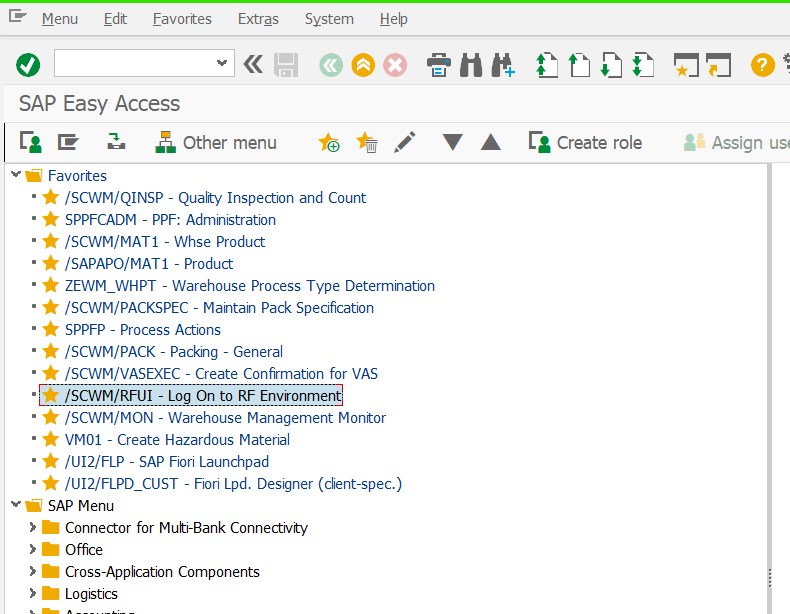 Menu Edit Favorites Extras System Help
SAP Easy Access
Other menu Create role Assign use
Favorites
/SCWM/QINSP - Quality Inspection and Count
SPPFCADM - PPF: Administration
/SCWM/MAT1 - Whse Product
/SAPAPO/MAT1 - Product
ZEWM_WHPT - Warehouse Process Type Determination
/SCWM/PACKSPEC - Maintain Pack Specification
SPPFP - Process Actions
/SCWM/PACK - Packing - General
/SCWM/VASEXEC - Create Confirmation for VAS
/SCWM/RFUI - Log On to RF Environment
/SCWM/MON - Warehouse Management Monitor
VM01 - Create Hazardous Material
/UI2/FLP - SAP Fiori Launchpad
/UI2/FLPD_CUST - Fiori Lpd. Designer (client-spec.)
SAP Menu
Connector for Multi-Bank Connectivity
Office
Cross-Application Components
Logistics
Accounting